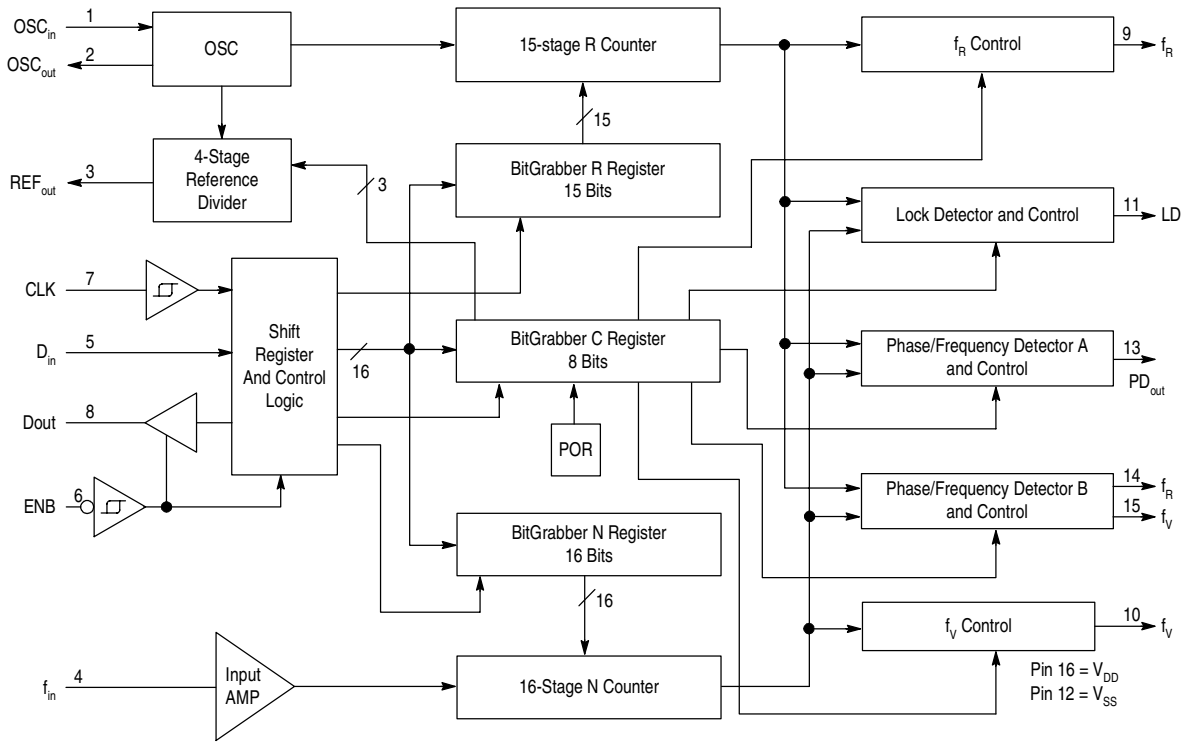 OSCin
1
OSCout
2
OSC
15-stage R Counter
fR Control
9
fR
15
REFout
3
4-Stage
Reference
Divider
3
BitGrabber R Register
15 Bits
Lock Detector and Control
11
LD
CLK
7
Din
5
Dout
8
ENB
6
Shift
Register
And Control
Logic
16
BitGrabber C Register
8 Bits
POR
Phase/Frequency Detector A
and Control
13
PDout
Phase/Frequency Detector B
and Control
14
fR
15
fV
BitGrabber N Register
16 Bits
16
fV Control
10
fV
fin
4
Input
AMP
16-Stage N Counter
Pin 16 = VDD
Pin 12 = VSS